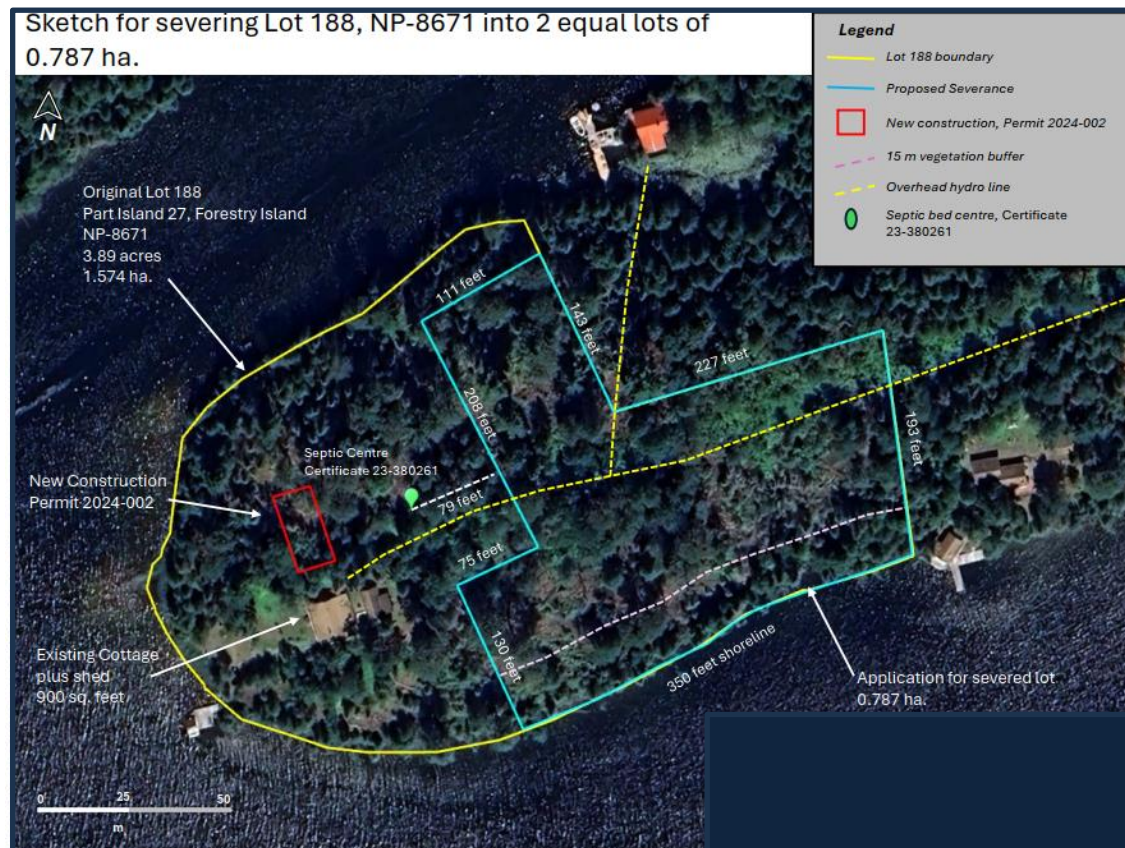 Sketch for severing Lot 188, NP-8671 into 2 equal lots of
0.787 ha.
Legend
Lot 188 boundary
Proposed Severance
New construction, Permit 2024-002
15 m vegetation buffer
Overhead hydro line
Septic bed centre, Certificate
23-380261
N
Original Lot 188
Part Island 27, Forestry Island
NP-8671
3.89 acres
1.574 ha.
111 feet
143 feet
227 feet
208 feet
193 feet
Septic Centre
Certificate 23-380261
New Construction
Permit 2024-002
79 feet
75 feet
130 feet
Existing Cottage
plus shed
900 sq. feet
350 feet shoreline
Application for severed lot
0.787 ha.
0 25 50
m